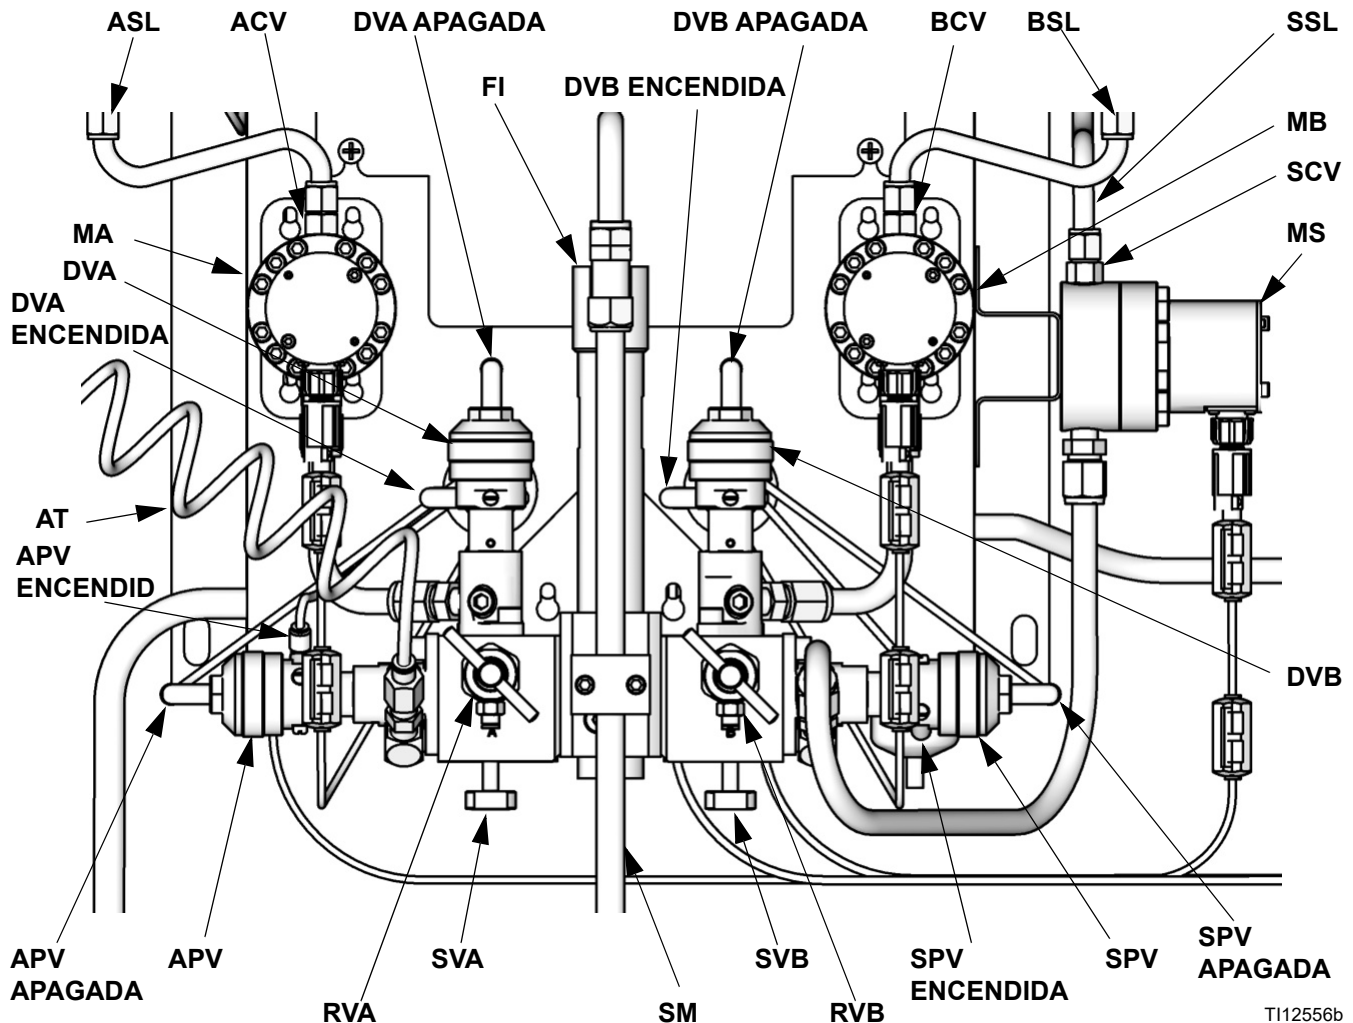 ASL ACV DVA APAGADA DVB APAGADA BCV BSL SSL
FI DVB ENCENDIDA
MB
SCV
MA MS
DVA
DVA
ENCENDIDA
AT
APV
ENCENDID
DVB
A B
APV
APAGADA
APV SVA SVB SPV
ENCENDIDA
SPV SPV
APAGADA
RVA SM RVB
TI12556b